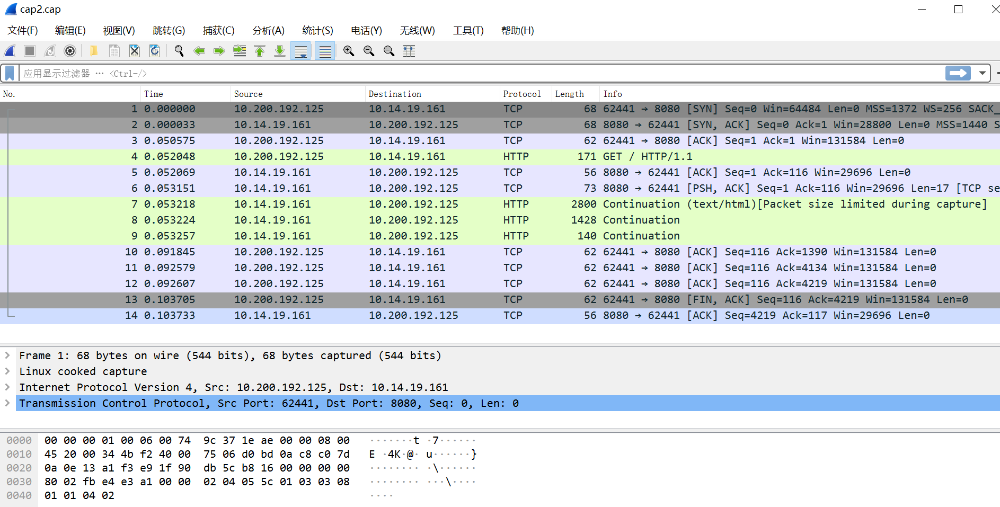 cap2.cap
文件(F) 编辑(E) 视图(V) 跳转(G) 捕获(C) 分析(A) 统计(S) 电话(Y) 无线(W) 工具(T) 帮助(H)
应用显示过滤器 … <Ctrl-/>
No. Time Source Destination Protocol Length Info
1 0.000000 10.200.192.125 10.14.19.161 TCP 68 62441 → 8080 [SYN] Seq=0 Win=64484 Len=0 MSS=1372 WS=256 SACK_
2 0.000033 10.14.19.161 10.200.192.125 TCP 68 8080 → 62441 [SYN, ACK] Seq=0 Ack=1 Win=28800 Len=0 MSS=1440 S
3 0.050575 10.200.192.125 10.14.19.161 TCP 62 62441 → 8080 [ACK] Seq=1 Ack=1 Win=131584 Len=0
4 0.052048 10.200.192.125 10.14.19.161 HTTP 171 GET / HTTP/1.1
5 0.052069 10.14.19.161 10.200.192.125 TCP 56 8080 → 62441 [ACK] Seq=1 Ack=116 Win=29696 Len=0
6 0.053151 10.14.19.161 10.200.192.125 TCP 73 8080 → 62441 [PSH, ACK] Seq=1 Ack=116 Win=29696 Len=17 [TCP se
7 0.053218 10.14.19.161 10.200.192.125 HTTP 2800 Continuation (text/html)[Packet size limited during capture]
8 0.053224 10.14.19.161 10.200.192.125 HTTP 1428 Continuation
9 0.053257 10.14.19.161 10.200.192.125 HTTP 140 Continuation
10 0.091845 10.200.192.125 10.14.19.161 TCP 62 62441 → 8080 [ACK] Seq=116 Ack=1390 Win=131584 Len=0
11 0.092579 10.200.192.125 10.14.19.161 TCP 62 62441 → 8080 [ACK] Seq=116 Ack=4134 Win=131584 Len=0
12 0.092607 10.200.192.125 10.14.19.161 TCP 62 62441 → 8080 [ACK] Seq=116 Ack=4219 Win=131584 Len=0
13 0.103705 10.200.192.125 10.14.19.161 TCP 62 62441 → 8080 [FIN, ACK] Seq=116 Ack=4219 Win=131584 Len=0
14 0.103733 10.14.19.161 10.200.192.125 TCP 56 8080 → 62441 [ACK] Seq=4219 Ack=117 Win=29696 Len=0
Frame 1: 68 bytes on wire (544 bits), 68 bytes captured (544 bits)
Linux cooked capture
Internet Protocol Version 4, Src: 10.200.192.125, Dst: 10.14.19.161
Transmission Control Protocol, Src Port: 62441, Dst Port: 8080, Seq: 0, Len: 0
0000 00 00 00 01 00 06 00 74 9c 37 1e ae 00 00 08 00 ·······t ·7······
0010 45 20 00 34 4b f2 40 00 75 06 d0 bd 0a c8 c0 7d E ·4K·@· u······}
0020 0a 0e 13 a1 f3 e9 1f 90 db 5c b8 16 00 00 00 00 ········ ·\······
0030 80 02 fb e4 e3 a1 00 00 02 04 05 5c 01 03 03 08 ········ ···\····
0040 01 01 04 02 ····